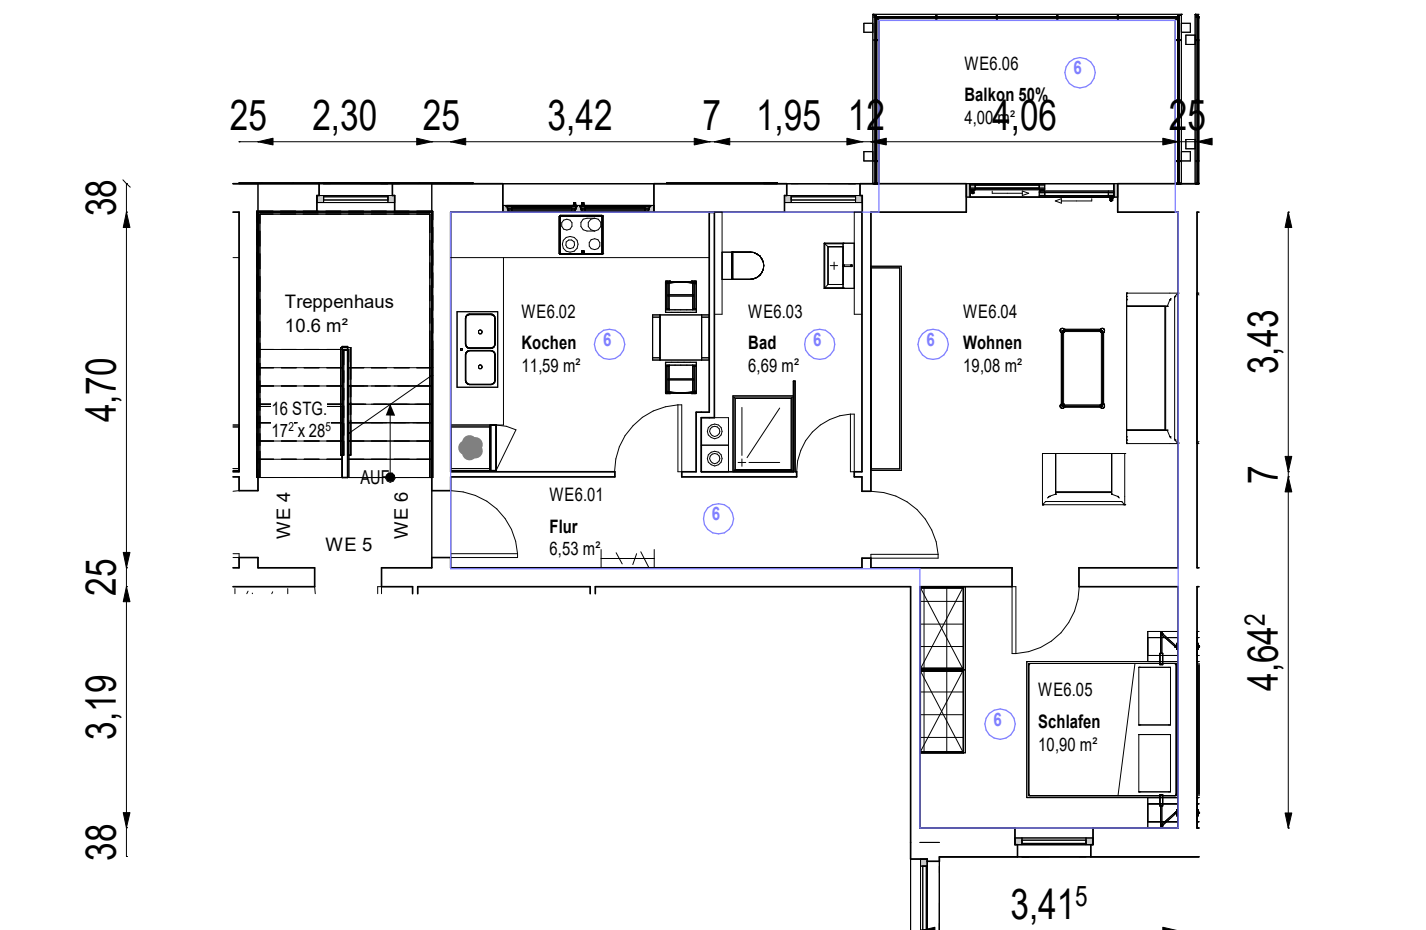 WE6.06
6
Balkon 50%
4,00 m²
25
2,30
25
3,42
7
1,95
12
4,06
25
38
4,70
25
3,19
38
Treppenhaus
10.6 m²
16 STG.
17² x 28⁵
AUF
WE 4
WE 5
WE 6
WE6.02
Kochen
11,59 m²
6
WE6.03
Bad
6,69 m²
6
6
WE6.04
Wohnen
19,08 m²
WE6.01
Flur
6,53 m²
6
WE6.05
Schlafen
10,90 m²
6
3,43
7
4,64²
3,41⁵